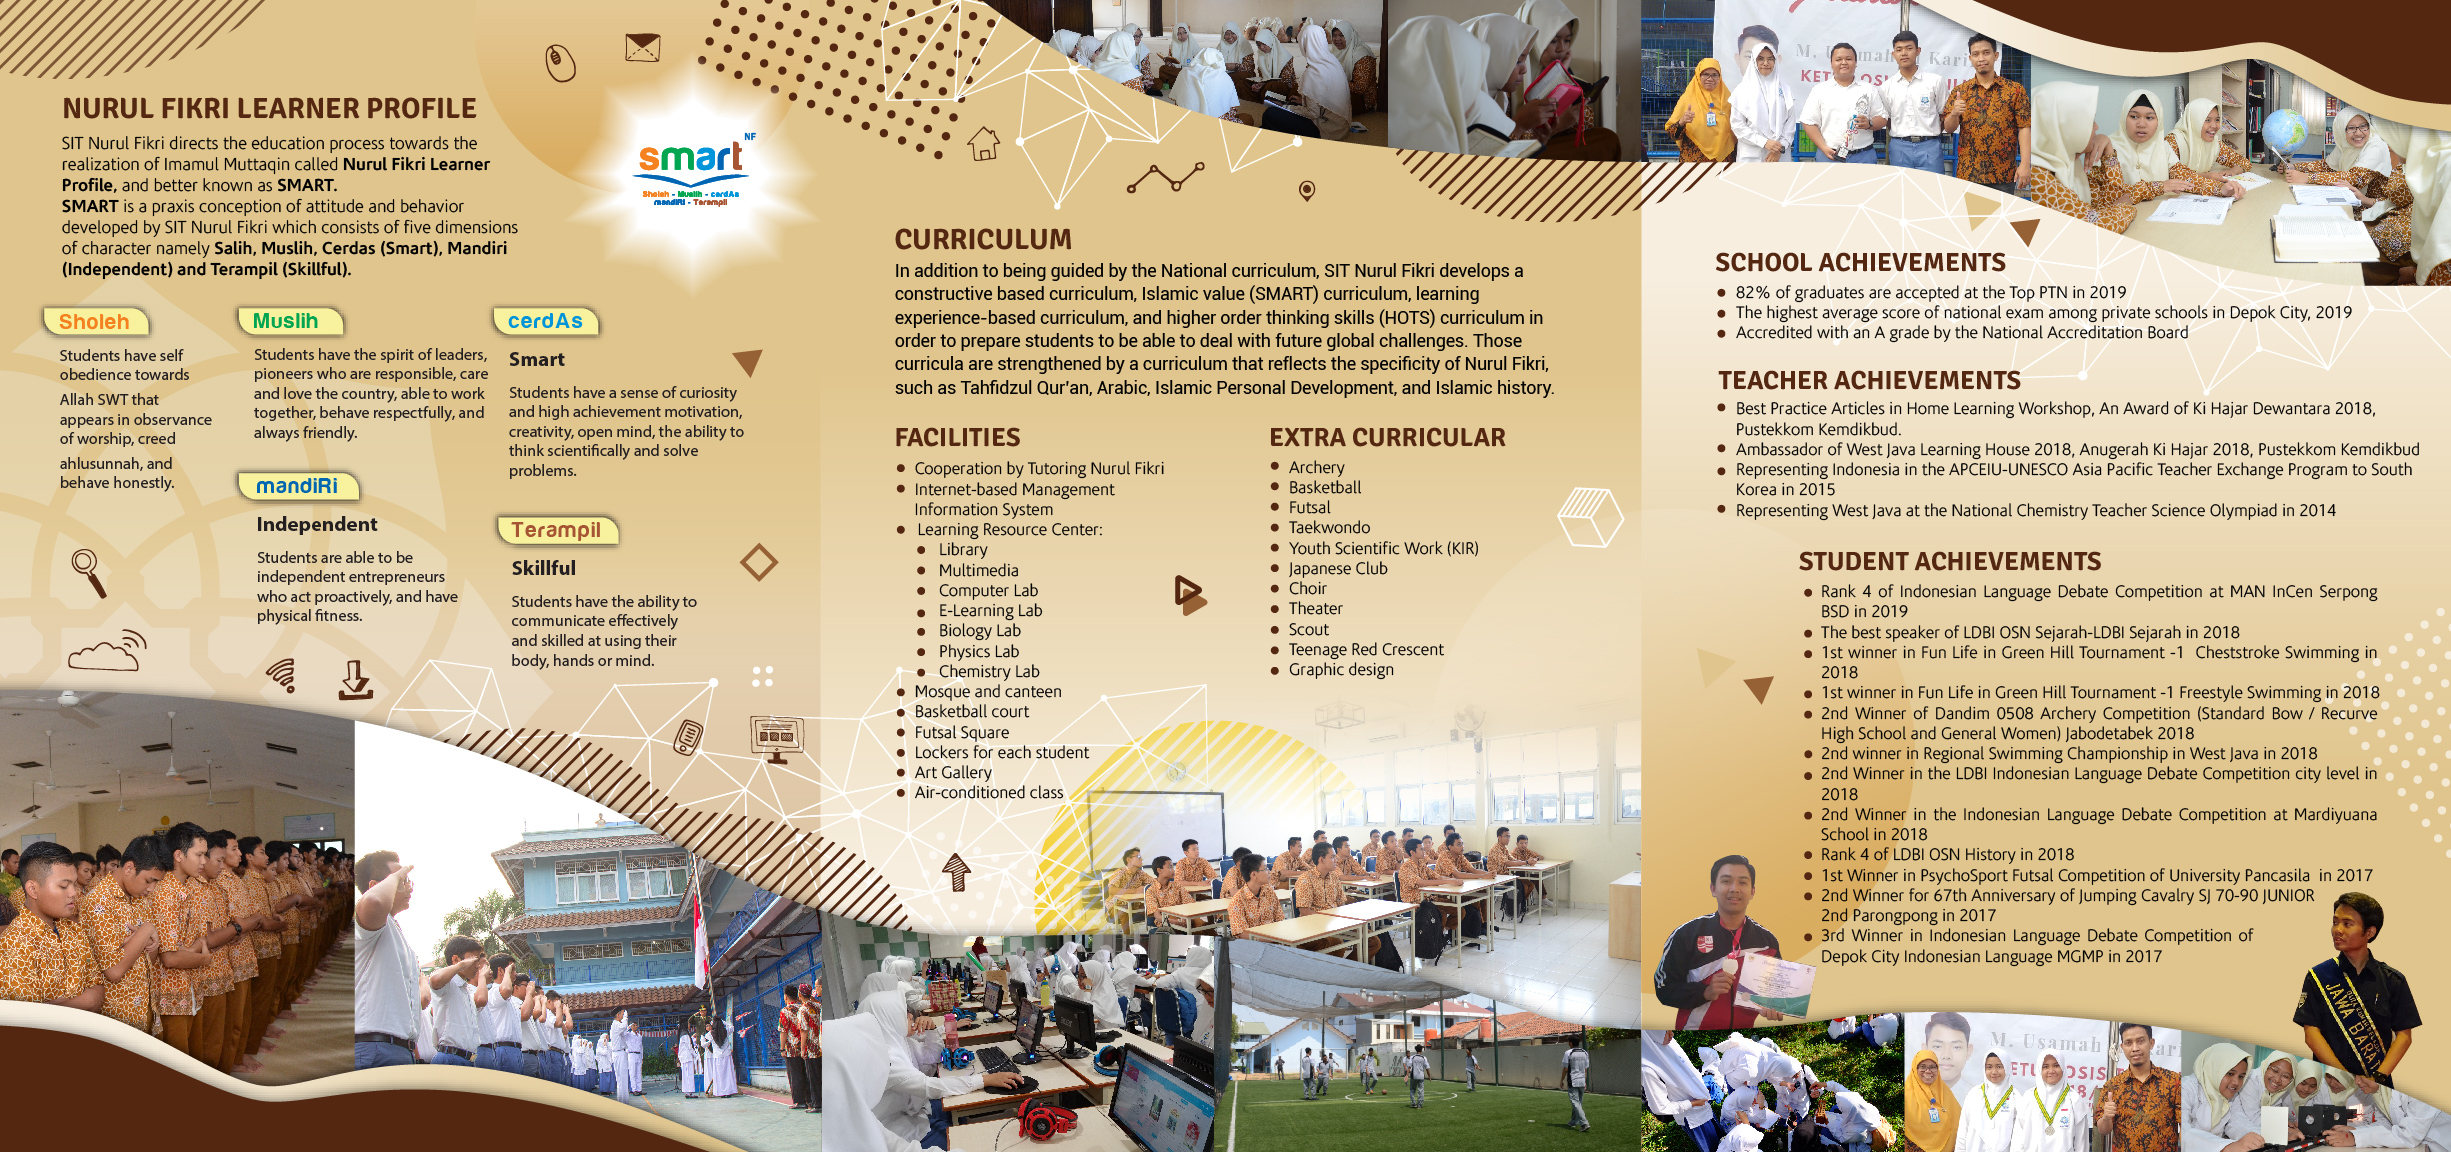 NURUL FIKRI LEARNER PROFILE
SIT Nurul Fikri directs the education process towards the
realization of Imamul Muttaqin called Nurul Fikri Learner
Profile, and better known as SMART.
SMART is a praxis conception of attitude and behavior
developed by SIT Nurul Fikri which consists of five dimensions
of character namely Salih, Muslih, Cerdas (Smart), Mandiri
(Independent) and Terampil (Skillful).
smart NF
Sholeh - Muslih - cerdAs
mandiRi - Terampil
Sholeh
Students have self
obedience towards
Allah SWT that
appears in observance
of worship, creed
ahlusunnah, and
behave honestly.
Muslih
Students have the spirit of leaders,
pioneers who are responsible, care
and love the country, able to work
together, behave respectfully, and
always friendly.
mandiRi
Independent
Students are able to be
independent entrepreneurs
who act proactively, and have
physical fitness.
cerdAs
Smart
Students have a sense of curiosity
and high achievement motivation,
creativity, open mind, the ability to
think scientifically and solve
problems.
Terampil
Skillful
Students have the ability to
communicate effectively
and skilled at using their
body, hands or mind.
CURRICULUM
In addition to being guided by the National curriculum, SIT Nurul Fikri develops a
constructive based curriculum, Islamic value (SMART) curriculum, learning
experience-based curriculum, and higher order thinking skills (HOTS) curriculum in
order to prepare students to be able to deal with future global challenges. Those
curricula are strengthened by a curriculum that reflects the specificity of Nurul Fikri,
such as Tahfidzul Qur'an, Arabic, Islamic Personal Development, and Islamic history.
FACILITIES
• Cooperation by Tutoring Nurul Fikri
• Internet-based Management
Information System
• Learning Resource Center:
• Library
• Multimedia
• Computer Lab
• E-Learning Lab
• Biology Lab
• Physics Lab
• Chemistry Lab
• Mosque and canteen
• Basketball court
• Futsal Square
• Lockers for each student
• Art Gallery
• Air-conditioned class
EXTRA CURRICULAR
• Archery
• Basketball
• Futsal
• Taekwondo
• Youth Scientific Work (KIR)
• Japanese Club
• Choir
• Theater
• Scout
• Teenage Red Crescent
• Graphic design
SCHOOL ACHIEVEMENTS
• 82% of graduates are accepted at the Top PTN in 2019
• The highest average score of national exam among private schools in Depok City, 2019
• Accredited with an A grade by the National Accreditation Board
TEACHER ACHIEVEMENTS
• Best Practice Articles in Home Learning Workshop, An Award of Ki Hajar Dewantara 2018,
Pustekkom Kemdikbud.
• Ambassador of West Java Learning House 2018, Anugerah Ki Hajar 2018, Pustekkom Kemdikbud
• Representing Indonesia in the APCEIU-UNESCO Asia Pacific Teacher Exchange Program to South
Korea in 2015
• Representing West Java at the National Chemistry Teacher Science Olympiad in 2014
STUDENT ACHIEVEMENTS
• Rank 4 of Indonesian Language Debate Competition at MAN InCen Serpong
BSD in 2019
• The best speaker of LDBI OSN Sejarah-LDBI Sejarah in 2018
• 1st winner in Fun Life in Green Hill Tournament -1 Cheststroke Swimming in
2018
• 1st winner in Fun Life in Green Hill Tournament -1 Freestyle Swimming in 2018
• 2nd Winner of Dandim 0508 Archery Competition (Standard Bow / Recurve
High School and General Women) Jabodetabek 2018
• 2nd winner in Regional Swimming Championship in West Java in 2018
• 2nd Winner in the LDBI Indonesian Language Debate Competition city level in
2018
• 2nd Winner in the Indonesian Language Debate Competition at Mardiyuana
School in 2018
• Rank 4 of LDBI OSN History in 2018
• 1st Winner in PsychoSport Futsal Competition of University Pancasila in 2017
• 2nd Winner for 67th Anniversary of Jumping Cavalry SJ 70-90 JUNIOR
2nd Parongpong in 2017
• 3rd Winner in Indonesian Language Debate Competition of
Depok City Indonesian Language MGMP in 2017
JAWA BARAT
M. Usamah